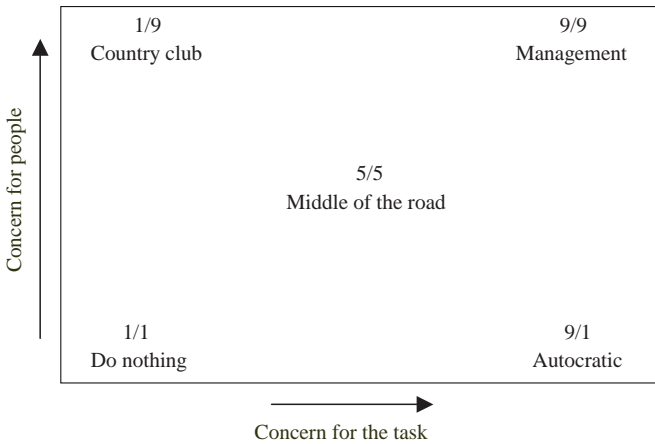 1/9
Country club
9/9
Management
Concern for people
5/5
Middle of the road
1/1
Do nothing
9/1
Autocratic
Concern for the task